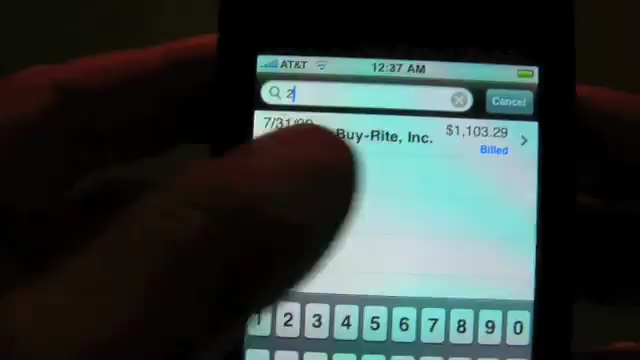 AT&T 12:37 AM
2 Cancel
7/31/09
Buy-Rite, Inc. $1,103.29
Billed
1 2 3 4 5 6 7 8 9 0